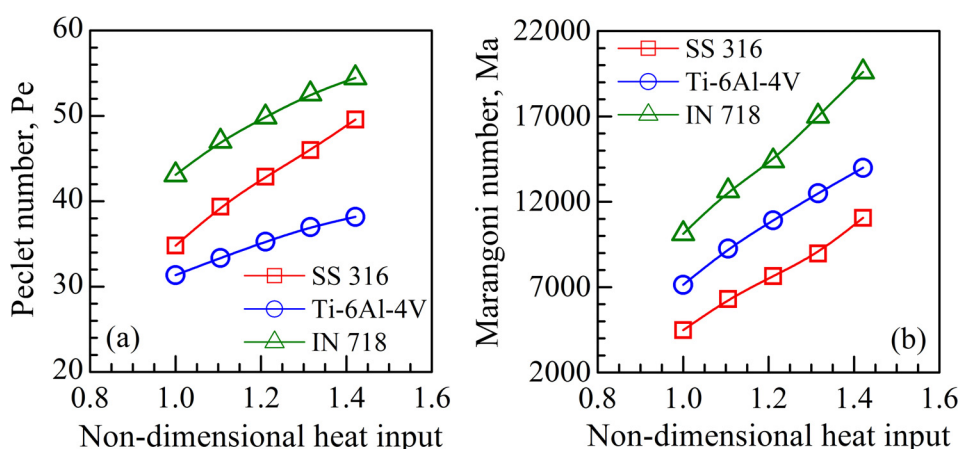 60
50
40
30
20
Peclet number, Pe
SS 316
Ti-6Al-4V
IN 718
(a)
0.8 1.0 1.2 1.4 1.6
Non-dimensional heat input
22000
17000
12000
7000
2000
Marangoni number, Ma
SS 316
Ti-6Al-4V
IN 718
(b)
0.8 1.0 1.2 1.4 1.6
Non-dimensional heat input